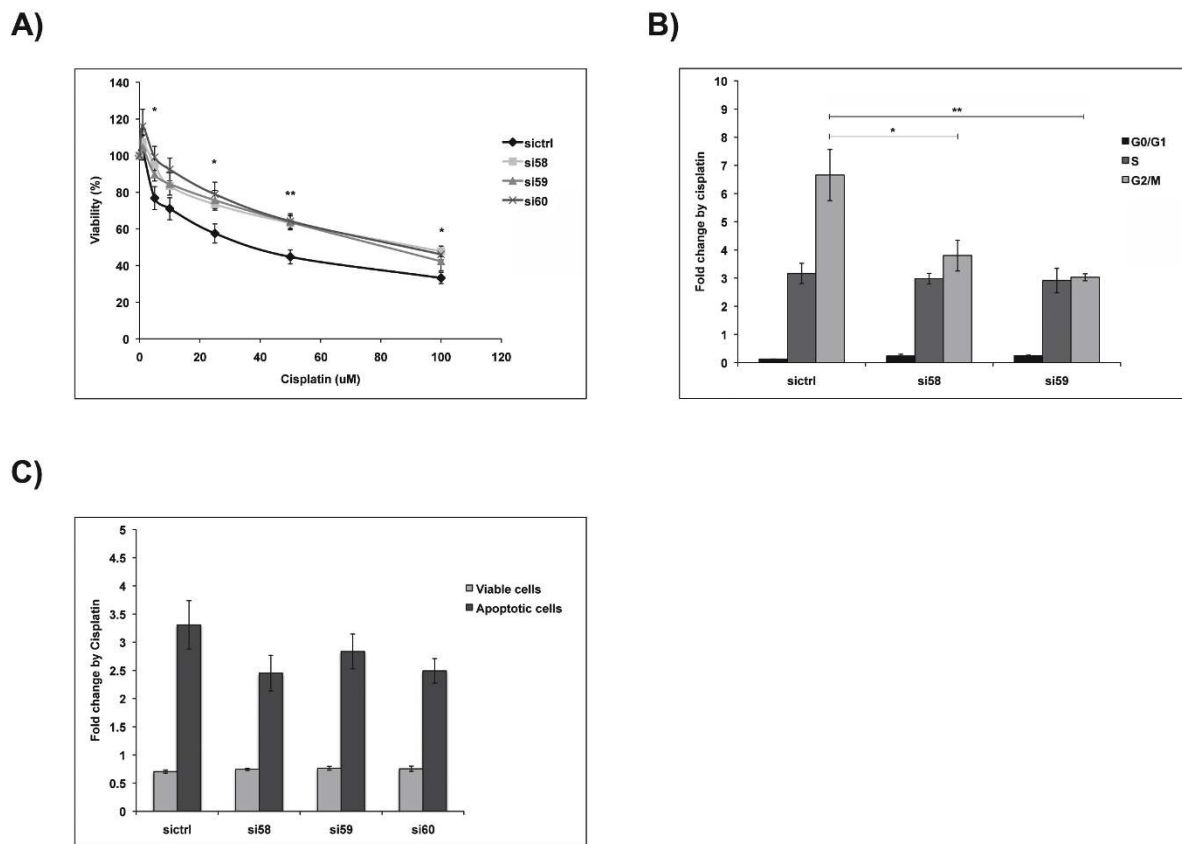 A)
B)
140
120
100
80
60
40
20
0
Viability (%)
*
*
**
*
sictrl
si58
si59
si60
0 20 40 60 80 100 120
Cisplatin (uM)
10
9
8
7
6
5
4
3
2
1
0
Fold change by cisplatin
**
*
G0/G1
S
G2/M
sictrl si58 si59
C)
5
4.5
4
3.5
3
2.5
2
1.5
1
0.5
0
Fold change by Cisplatin
Viable cells
Apoptotic cells
sictrl si58 si59 si60